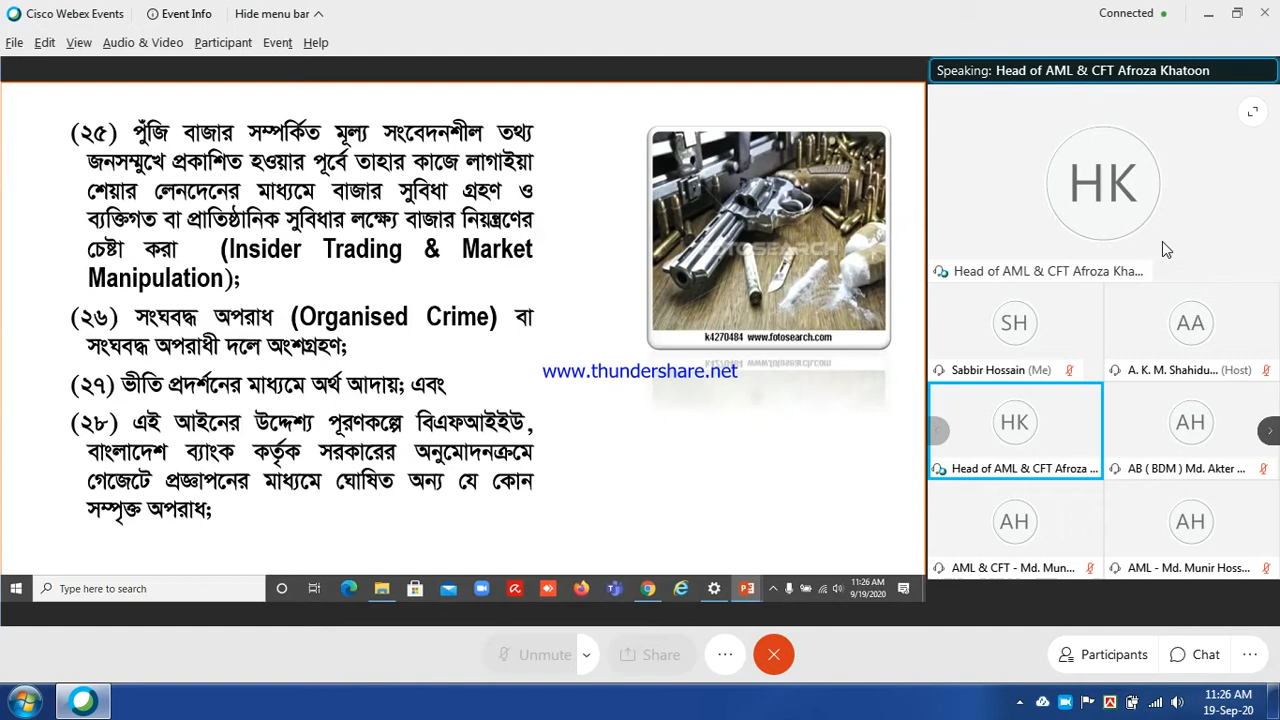 Cisco Webex Events
Event Info
Hide menu bar
Connected
File Edit View Audio & Video Participant Event Help
Speaking: Head of AML & CFT Afroza Khatoon
(২৫) পুঁজি বাজার সম্পর্কিত মূল্য সংবেদনশীল তথ্য
জনসম্মুখে প্রকাশিত হওয়ার পূর্বে তাহার কাজে লাগাইয়া
শেয়ার লেনদেনের মাধ্যমে বাজার সুবিধা গ্রহণ ও
ব্যক্তিগত বা প্রাতিষ্ঠানিক সুবিধার লক্ষ্যে বাজার নিয়ন্ত্রণের
চেষ্টা করা (Insider Trading & Market
Manipulation);
(২৬) সংঘবদ্ধ অপরাধ (Organised Crime) বা
সংঘবদ্ধ অপরাধী দলে অংশগ্রহণ;
(২৭) ভীতি প্রদর্শনের মাধ্যমে অর্থ আদায়; এবং
(২৮) এই আইনের উদ্দেশ্য পূরণকল্পে বিএফআইইউ,
বাংলাদেশ ব্যাংক কর্তৃক সরকারের অনুমোদনক্রমে
গেজেটে প্রজ্ঞাপনের মাধ্যমে ঘোষিত অন্য যে কোন
সম্পৃক্ত অপরাধ;
FOTOSEARCH
k4270484 www.fotosearch.com
www.thundershare.net
HK
Head of AML & CFT Afroza Kha...
SH
Sabbir Hossain (Me)
AA
A. K. M. Shahidu... (Host)
HK
Head of AML & CFT Afroza ...
AH
AB ( BDM ) Md. Akter ...
AH
AML & CFT - Md. Mun...
AH
AML - Md. Munir Hoss...
Type here to search
11:26 AM
9/19/2020
Unmute
Share
Participants
Chat
11:26 AM
19-Sep-20